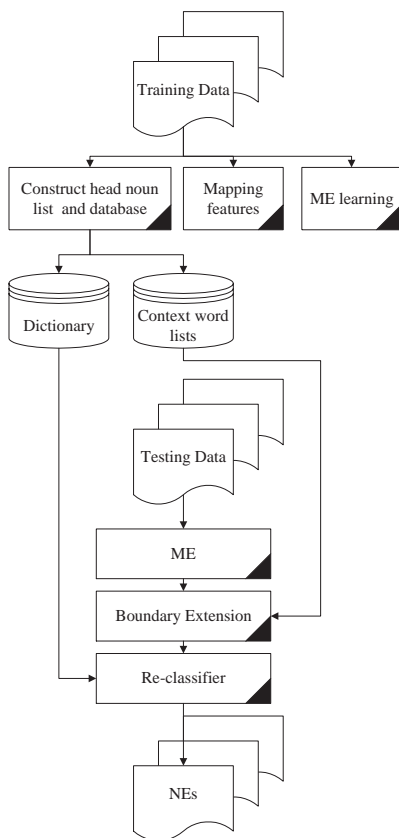 Training Data
Construct head noun
list and database
Mapping
features
ME learning
Dictionary
Context word
lists
Testing Data
ME
Boundary Extension
Re-classifier
NEs